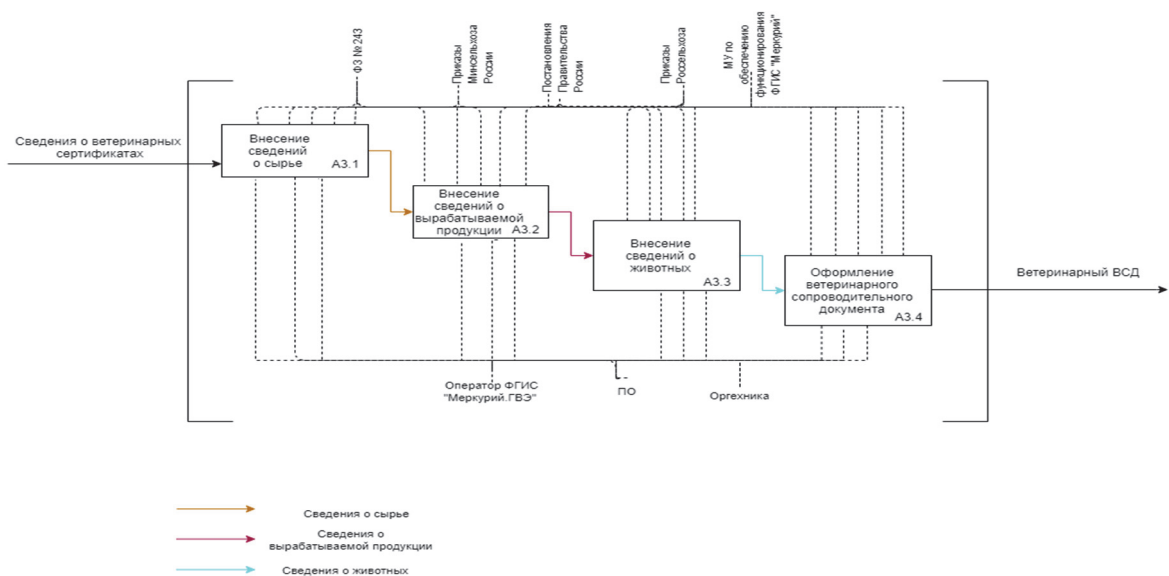 ФЗ № 243
Приказы
Минсельхоза
России
Постановления
Правительства
России
Приказы
Россельхоза
МУ по
обеспечению
функционирования
ФГИС "Меркурий"
Сведения о ветеринарных
сертификатах
Внесение
сведений
о сырье
А3.1
Внесение
сведений о
вырабатываемой
продукции
А3.2
Внесение
сведений о
животных
А3.3
Оформление
ветеринарного
сопроводительного
документа
А3.4
Ветеринарный ВСД
Оператор ФГИС
"Меркурий.ГВЭ"
ПО
Оргехника
Сведения о сырье
Сведения о
вырабатываемой продукции
Сведения о животных